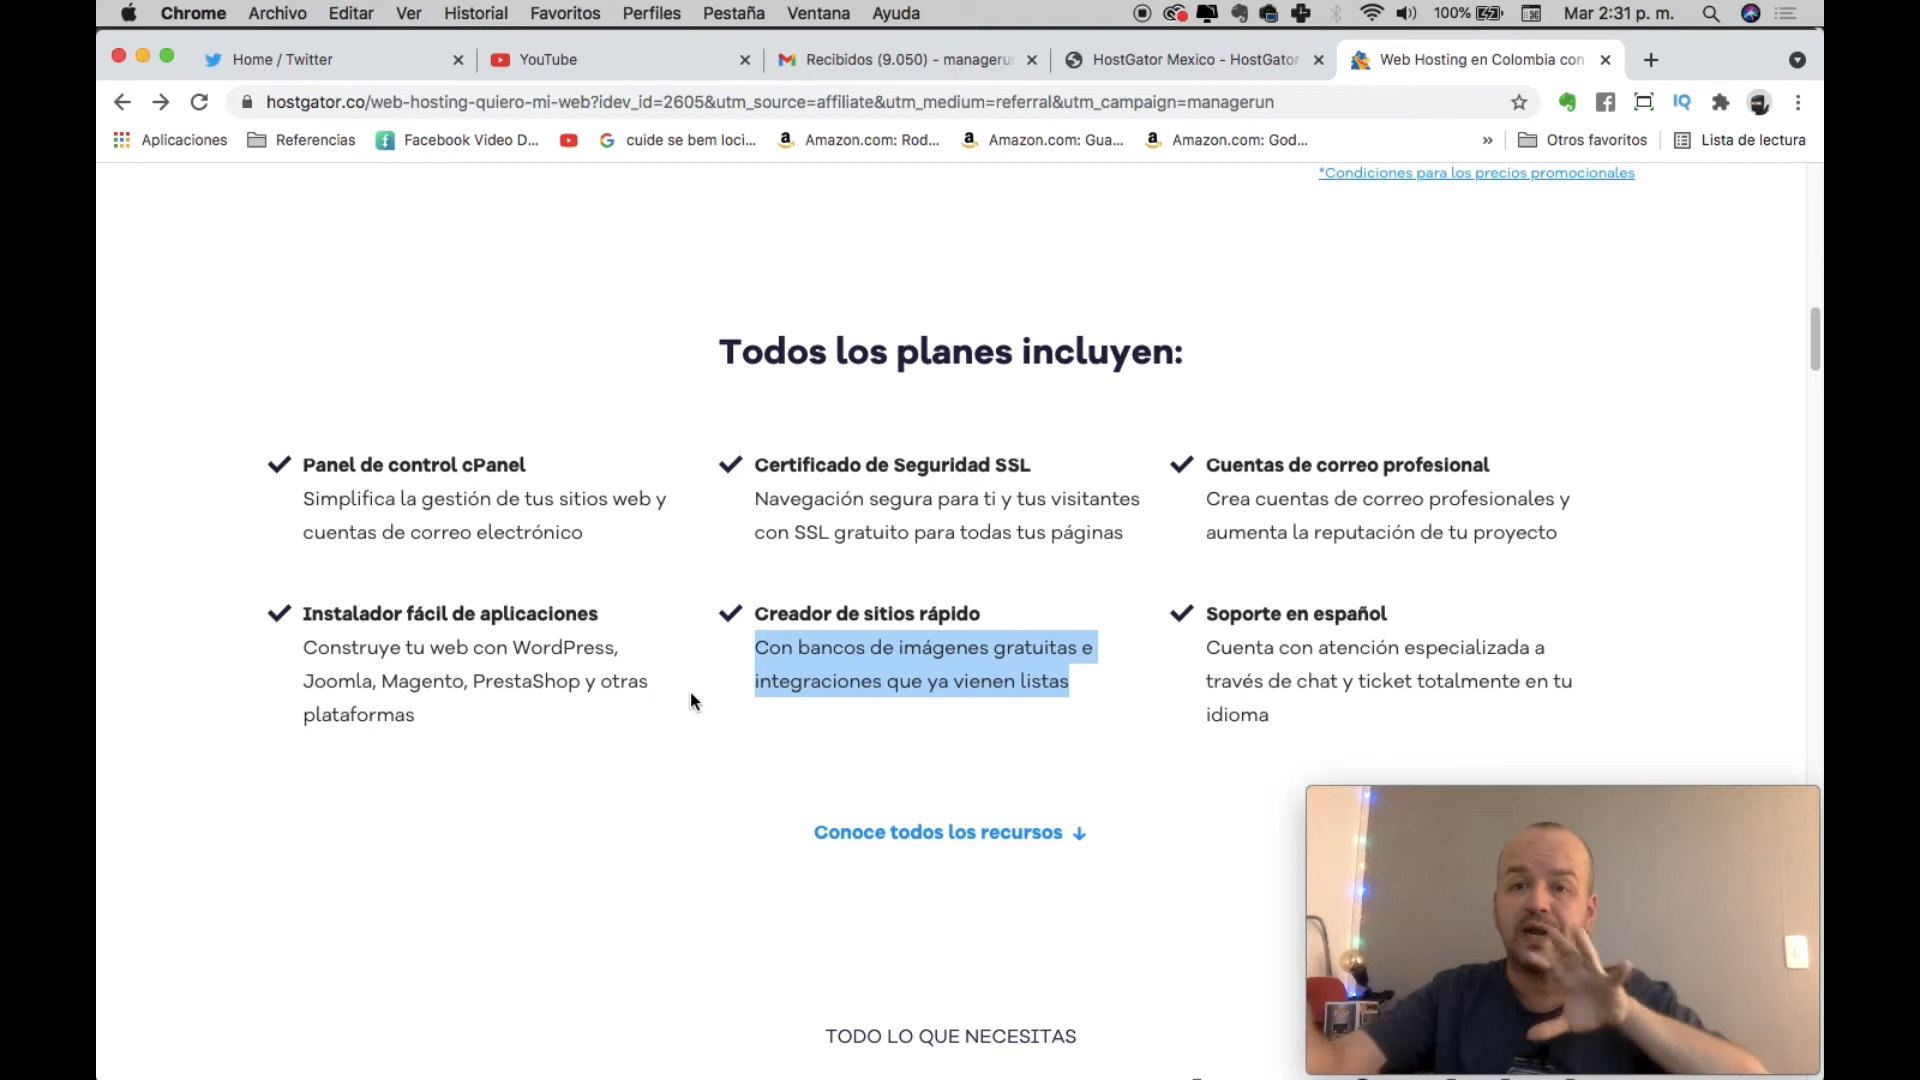 Chrome Archivo Editar Ver Historial Favoritos Perfiles Pestaña Ventana Ayuda 100% Mar 2:31 p. m.
Home / Twitter YouTube Recibidos (9.050) - managerun HostGator Mexico - HostGator Web Hosting en Colombia con
hostgator.co/web-hosting-quiero-mi-web?idev_id=2605&utm_source=affiliate&utm_medium=referral&utm_campaign=managerun
Aplicaciones Referencias Facebook Video D... cuide se bem loci... Amazon.com: Rod... Amazon.com: Gua... Amazon.com: God... » Otros favoritos Lista de lectura
*Condiciones para los precios promocionales
Todos los planes incluyen:
Panel de control cPanel
Simplifica la gestión de tus sitios web y
cuentas de correo electrónico
Certificado de Seguridad SSL
Navegación segura para ti y tus visitantes
con SSL gratuito para todas tus páginas
Cuentas de correo profesional
Crea cuentas de correo profesionales y
aumenta la reputación de tu proyecto
Instalador fácil de aplicaciones
Construye tu web con WordPress,
Joomla, Magento, PrestaShop y otras
plataformas
Creador de sitios rápido
Con bancos de imágenes gratuitas e
integraciones que ya vienen listas
Soporte en español
Cuenta con atención especializada a
través de chat y ticket totalmente en tu
idioma
Conoce todos los recursos ↓
TODO LO QUE NECESITAS